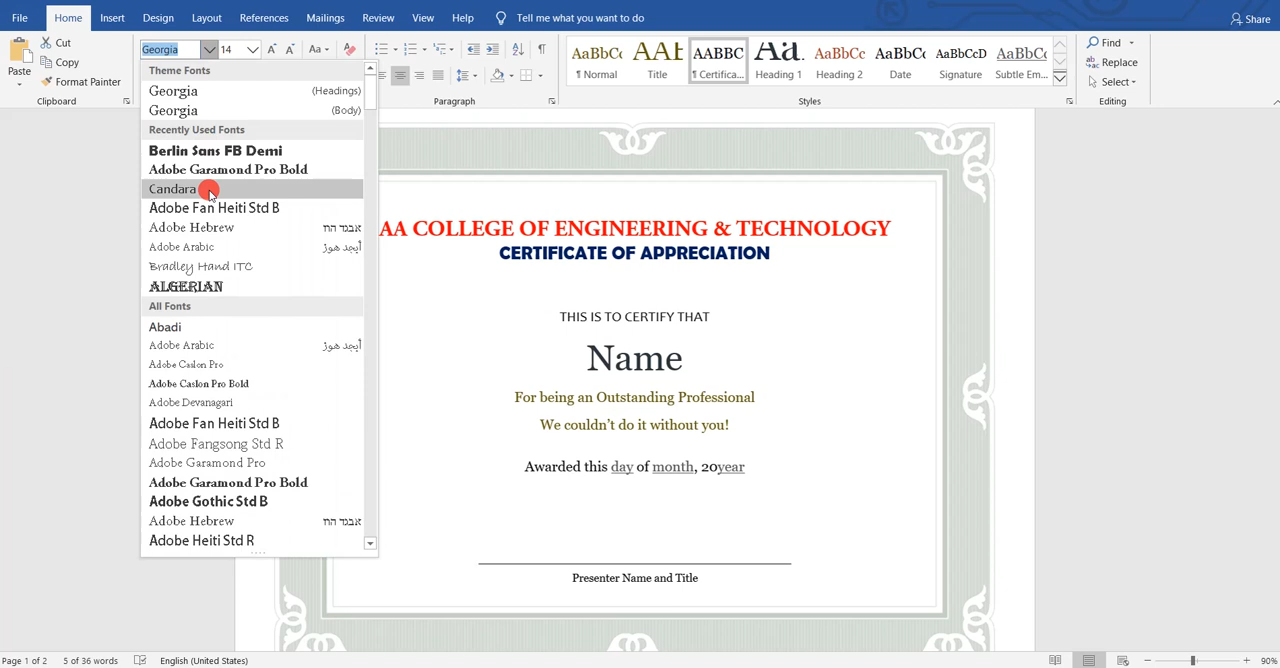 File Home Insert Design Layout References Mailings Review View Help Tell me what you want to do Share
Paste
Cut
Copy
Format Painter
Clipboard
Georgia 14 Aa
Paragraph
AaBbCc AABBC Aa. AaBbCc AaBbCc AaBbCcD AaBbCc
¶ Normal Title ¶ Certifica... Heading 1 Heading 2 Date Signature Subtle Em...
Styles
Find
Replace
Select
Editing
Theme Fonts
Georgia (Headings)
Georgia (Body)
Recently Used Fonts
Berlin Sans FB Demi
Adobe Garamond Pro Bold
Candara
Adobe Fan Heiti Std B
Adobe Hebrew אבגד הוז
Adobe Arabic أيجد هوز
Bradley Hand ITC
ALGERIAN
All Fonts
Abadi
Adobe Arabic أيجد هوز
Adobe Caslon Pro
Adobe Caslon Pro Bold
Adobe Devanagari
Adobe Fan Heiti Std B
Adobe Fangsong Std R
Adobe Garamond Pro
Adobe Garamond Pro Bold
Adobe Gothic Std B
Adobe Hebrew אבגד הוז
Adobe Heiti Std R
AA COLLEGE OF ENGINEERING & TECHNOLOGY
CERTIFICATE OF APPRECIATION
THIS IS TO CERTIFY THAT
Name
For being an Outstanding Professional
We couldn't do it without you!
Awarded this day of month, 20year
Presenter Name and Title
Page 1 of 2 5 of 36 words English (United States) 90%